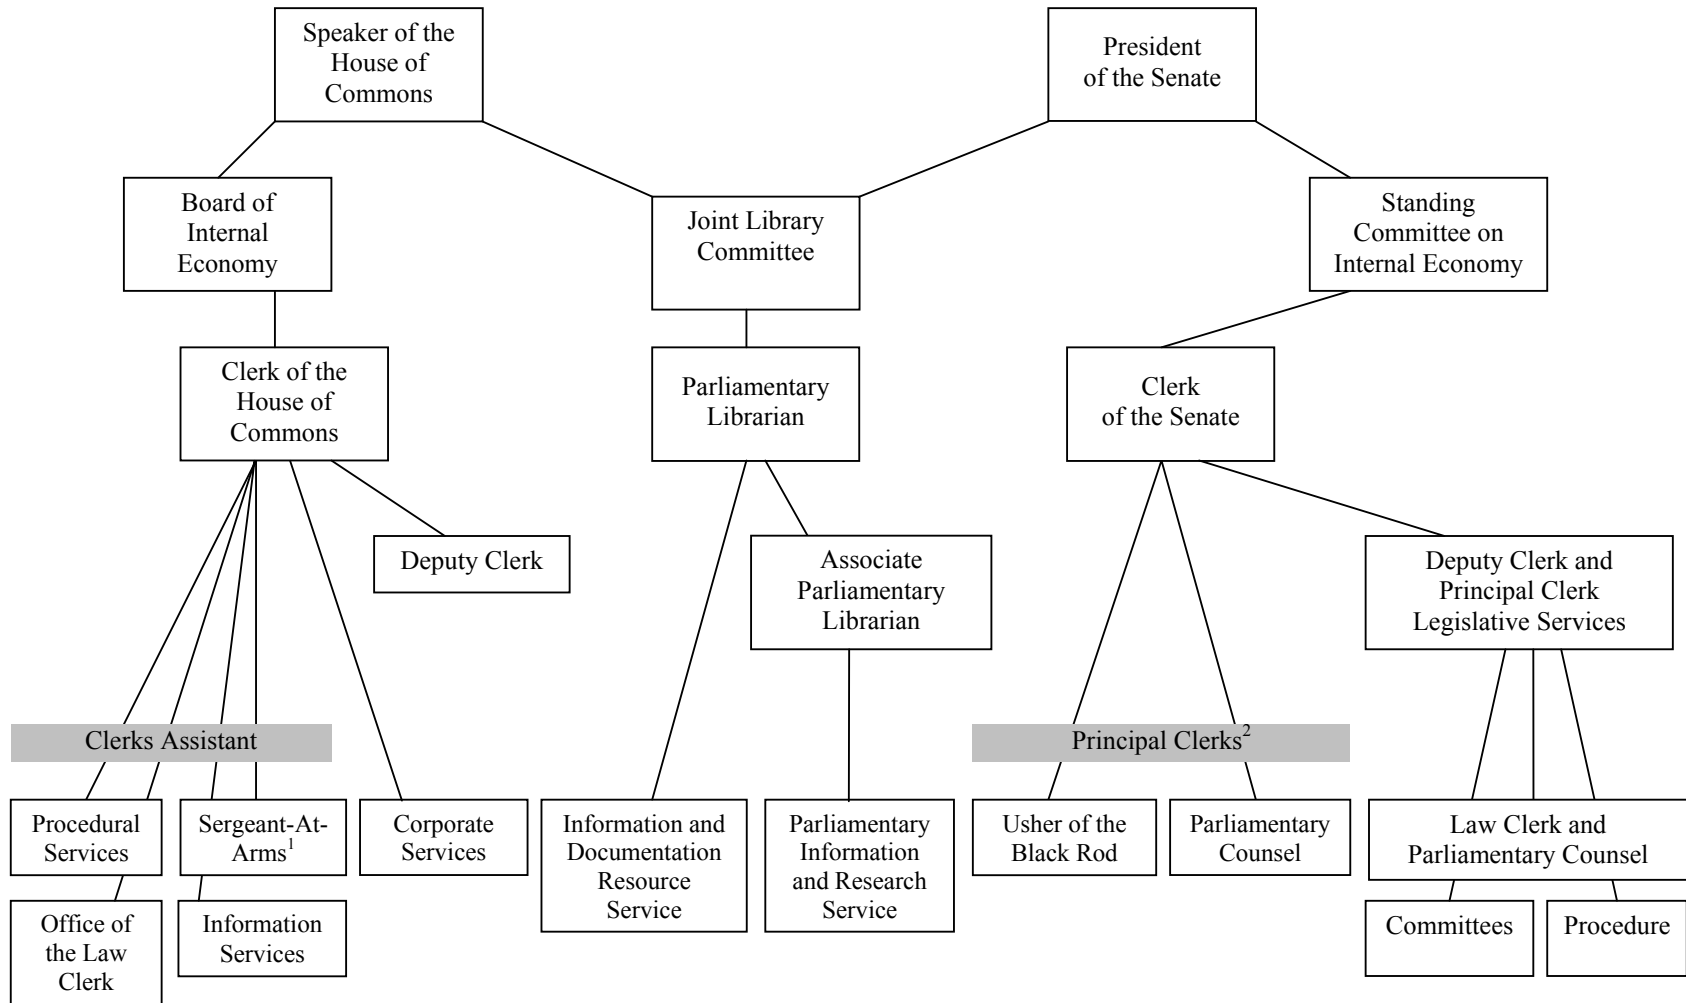 Speaker of the
House of
Commons
President
of the Senate
Board of
Internal
Economy
Joint Library
Committee
Standing
Committee on
Internal Economy
Clerk of the
House of
Commons
Parliamentary
Librarian
Clerk
of the Senate
Deputy Clerk
Associate
Parliamentary
Librarian
Deputy Clerk and
Principal Clerk
Legislative Services
Clerks Assistant
Principal Clerks²
Procedural
Services
Sergeant-At-
Arms¹
Corporate
Services
Information and
Documentation
Resource
Service
Parliamentary
Information
and Research
Service
Usher of the
Black Rod
Parliamentary
Counsel
Law Clerk and
Parliamentary Counsel
Office of
the Law
Clerk
Information
Services
Committees
Procedure